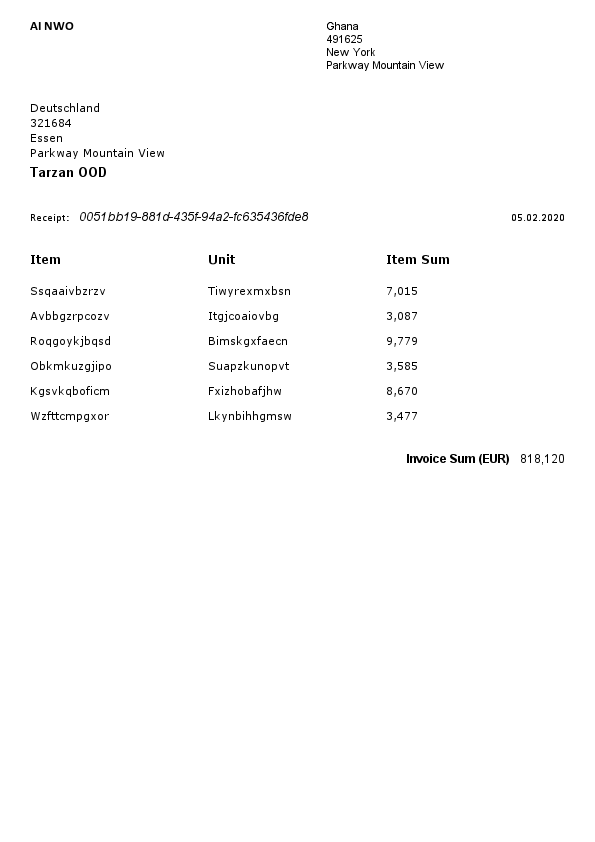 AI NWO
Ghana
491625
New York
Parkway Mountain View
Deutschland
321684
Essen
Parkway Mountain View
Tarzan OOD
Receipt: 0051bb19-881d-435f-94a2-fc635436fde8 05.02.2020
Item Unit Item Sum
Ssqaaivbzrzv Tiwyrexmxbsn 7,015
Avbbgzrpcozv Itgjcoaiovbg 3,087
Roqgoykjbqsd Bimskgxfaecn 9,779
Obkmkuzgjipo Suapzkunopvt 3,585
Kgsvkqboficm Fxizhobafjhw 8,670
Wzfttcmpgxor Lkynbihhgmsw 3,477
Invoice Sum (EUR) 818,120